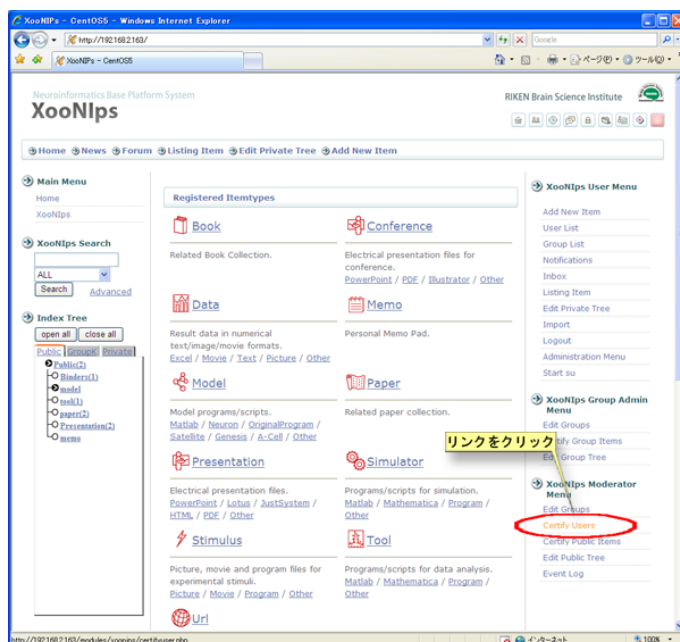 XooNIPs - CentOS5 - Windows Internet Explorer
http://192.168.2.163/
Google
XooNIPs - CentOS5
ページ(P)
ツール(O)
Neuroinformatics Base Platform System
XooNIps
RIKEN Brain Science Institute
Home News Forum Listing Item Edit Private Tree Add New Item
Main Menu
Home
XooNIps
XooNIps Search
ALL
Search Advanced
Index Tree
open all close all
Public GroupK Private
Public(2)
Binders(1)
model
tool(1)
paper(2)
Presentation(2)
memo
Registered Itemtypes
Book
Related Book Collection.
Conference
Electrical presentation files for
conference.
PowerPoint / PDF / Illustrator / Other
Data
Result data in numerical
text/image/movie formats.
Excel / Movie / Text / Picture / Other
Memo
Personal Memo Pad.
Model
Model programs/scripts.
Matlab / Neuron / OriginalProgram /
Satellite / Genesis / A-Cell / Other
Paper
Related paper collection.
Presentation
Electrical presentation files.
PowerPoint / Lotus / JustSystem /
HTML / PDF / Other
Simulator
Programs/scripts for simulation.
Matlab / Mathematica / Program /
Other
Stimulus
Picture, movie and program files for
experimental stimuli.
Picture / Movie / Program / Other
Tool
Programs/scripts for data analysis.
Matlab / Mathematica / Program /
Other
Url
XooNIps User Menu
Add New Item
User List
Group List
Notifications
Inbox
Listing Item
Edit Private Tree
Import
Logout
Administration Menu
Start su
XooNIps Group Admin
Menu
Edit Groups
Certify Group Items
Edit Group Tree
リンクをクリック
XooNIps Moderator
Menu
Edit Groups
Certify Users
Certify Public Items
Edit Public Tree
Event Log
http://192.168.2.163/modules/xoonips/certifyuser.php
インターネット
100%